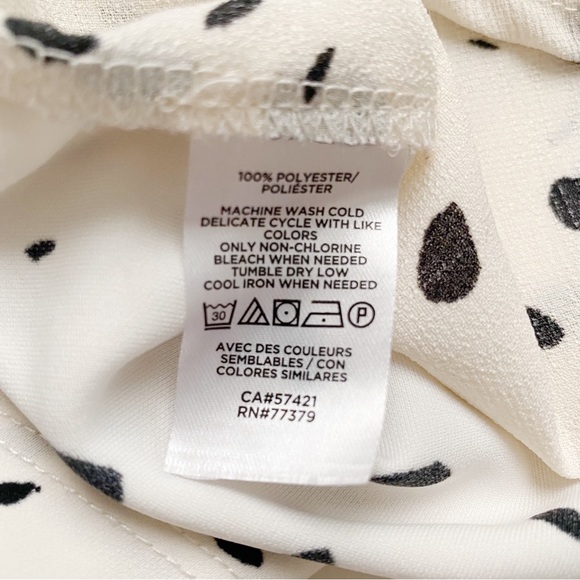 100% POLYESTER/
POLIÉSTER
MACHINE WASH COLD
DELICATE CYCLE WITH LIKE
COLORS
ONLY NON-CHLORINE
BLEACH WHEN NEEDED
TUMBLE DRY LOW
COOL IRON WHEN NEEDED
30 P
AVEC DES COULEURS
SEMBLABLES / CON
COLORES SIMILARES
CA#57421
RN#77379